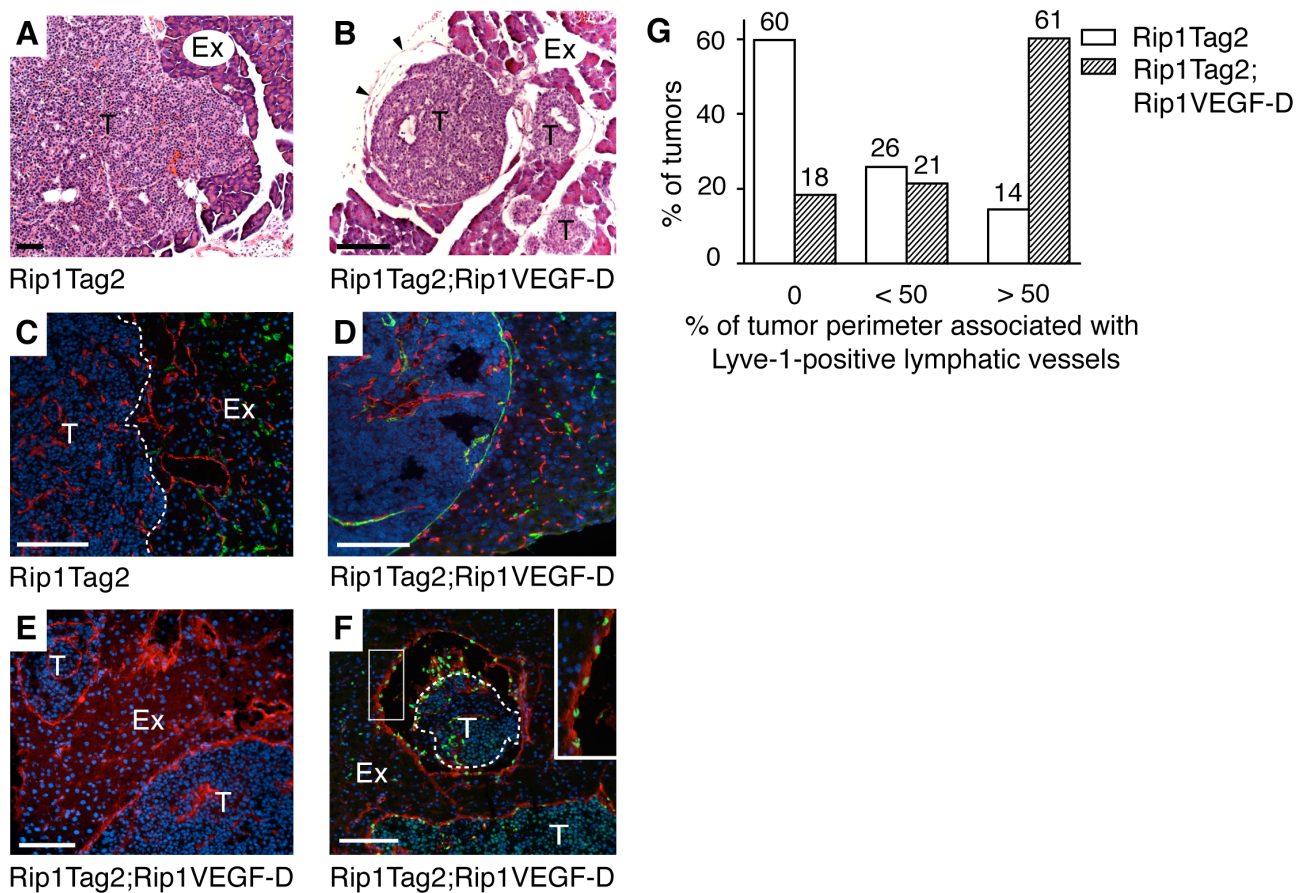 A
Ex
T
Rip1Tag2
B
Ex
T
T
T
Rip1Tag2;Rip1VEGF-D
C
T
Ex
Rip1Tag2
D
Rip1Tag2;Rip1VEGF-D
E
T
Ex
T
Rip1Tag2;Rip1VEGF-D
F
T
Ex
T
Rip1Tag2;Rip1VEGF-D
G
% of tumors
60
40
20
0
60
18
26
21
14
61
0
< 50
> 50
% of tumor perimeter associated with
Lyve-1-positive lymphatic vessels
Rip1Tag2
Rip1Tag2;
Rip1VEGF-D